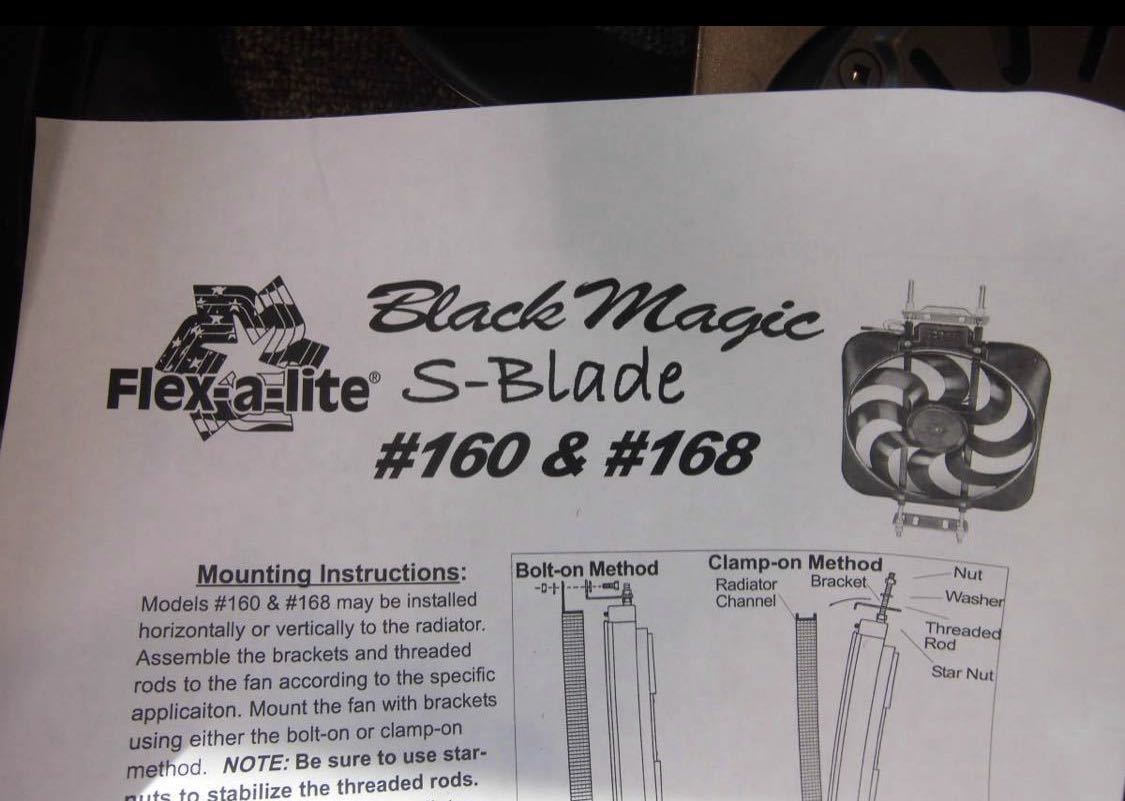 Flex-a-lite®
Black Magic
S-Blade
#160 & #168
Mounting Instructions:
Models #160 & #168 may be installed
horizontally or vertically to the radiator.
Assemble the brackets and threaded
rods to the fan according to the specific
applicaiton. Mount the fan with brackets
using either the bolt-on or clamp-on
method. NOTE: Be sure to use star-
nuts to stabilize the threaded rods.
Bolt-on Method
Clamp-on Method
Radiator
Channel
Bracket
Nut
Washer
Threaded
Rod
Star Nut